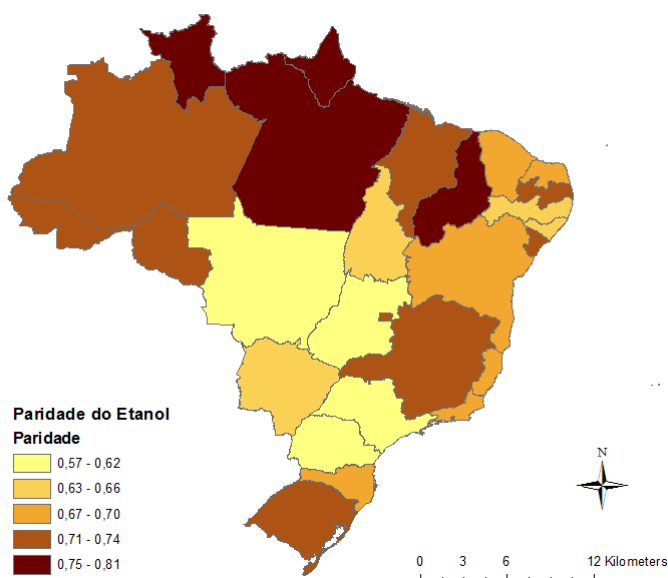 Paridade do Etanol
Paridade
0,57 - 0,62
0,63 - 0,66
0,67 - 0,70
0,71 - 0,74
0,75 - 0,81
N
0 3 6 12 Kilometers